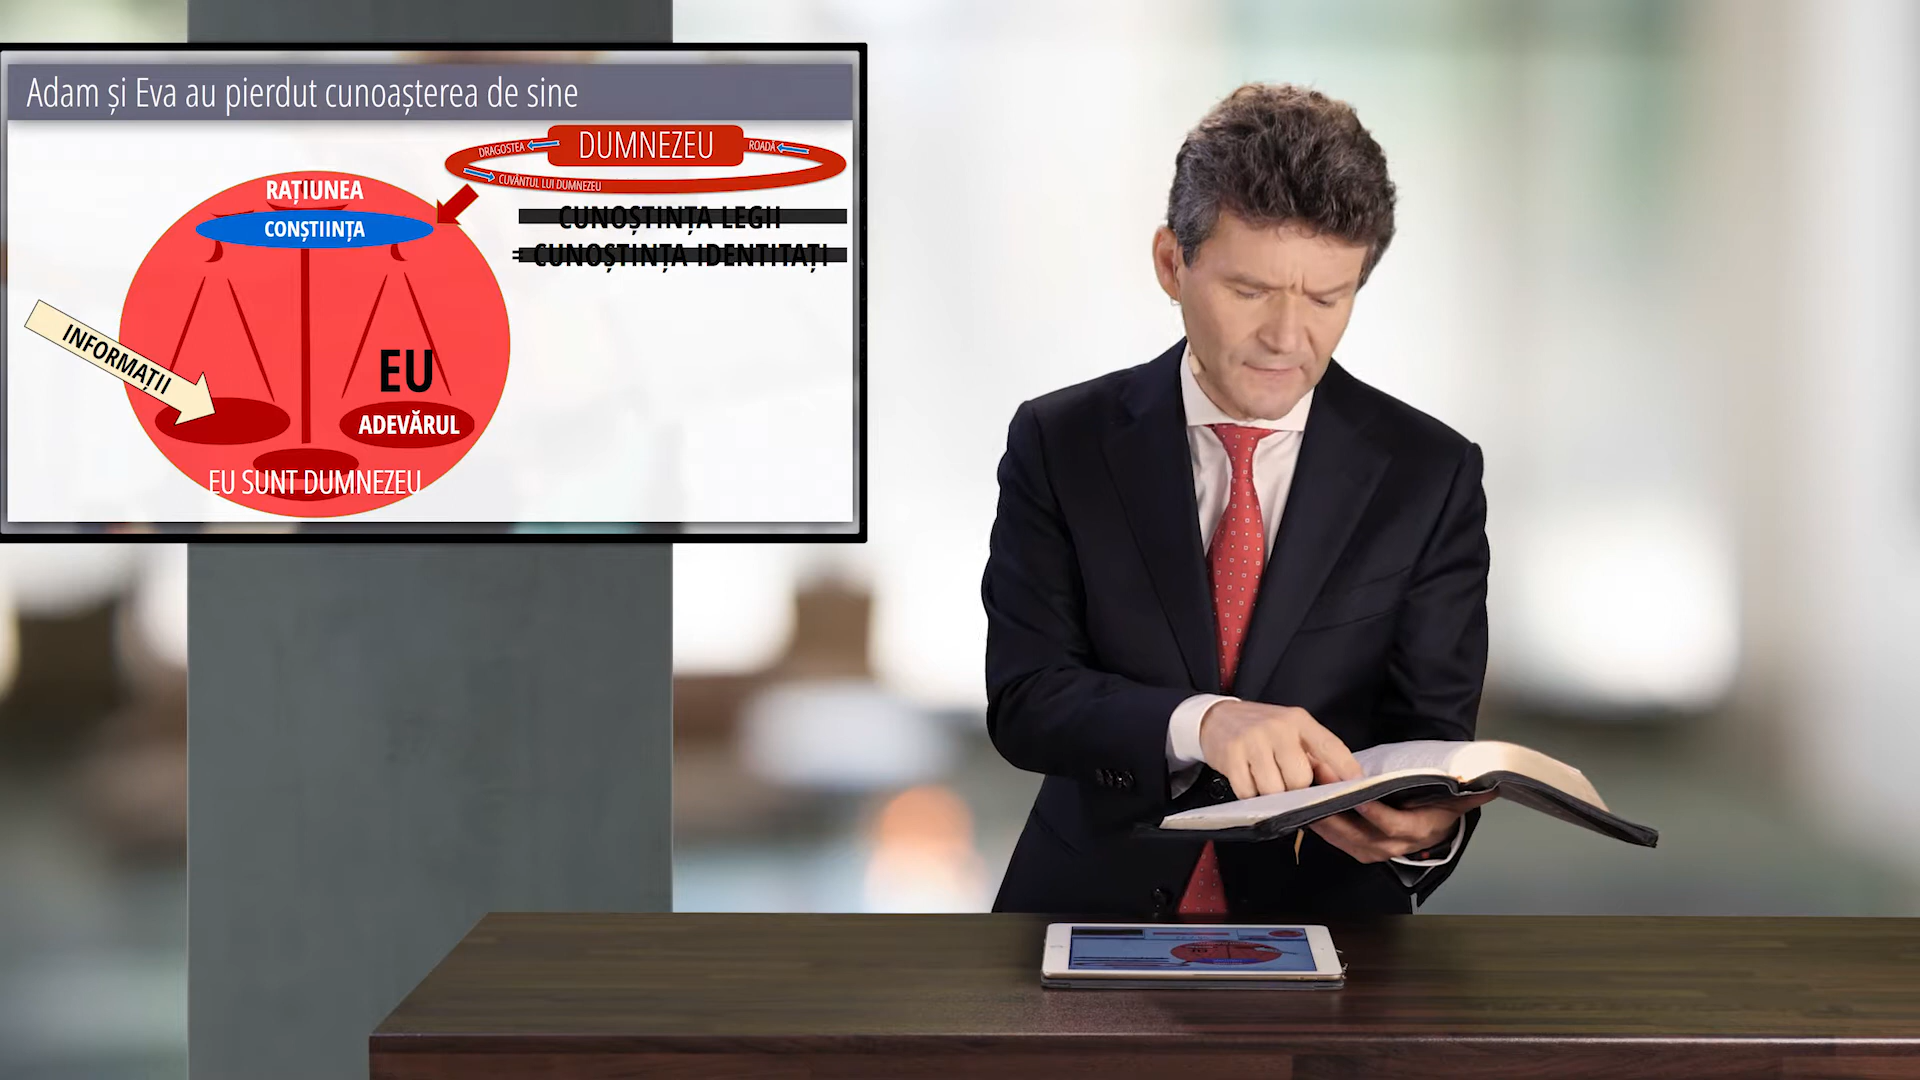 Adam și Eva au pierdut cunoașterea de sine
DRAGOSTEA
DUMNEZEU
ROADĂ
CUVÂNTUL LUI DUMNEZEU
RAȚIUNEA
CONȘTIINȚA
CUNOȘTINȚA LEGII
= CUNOȘTINȚA IDENTITAȚI
INFORMAȚII
EU
ADEVĂRUL
EU SUNT DUMNEZEU